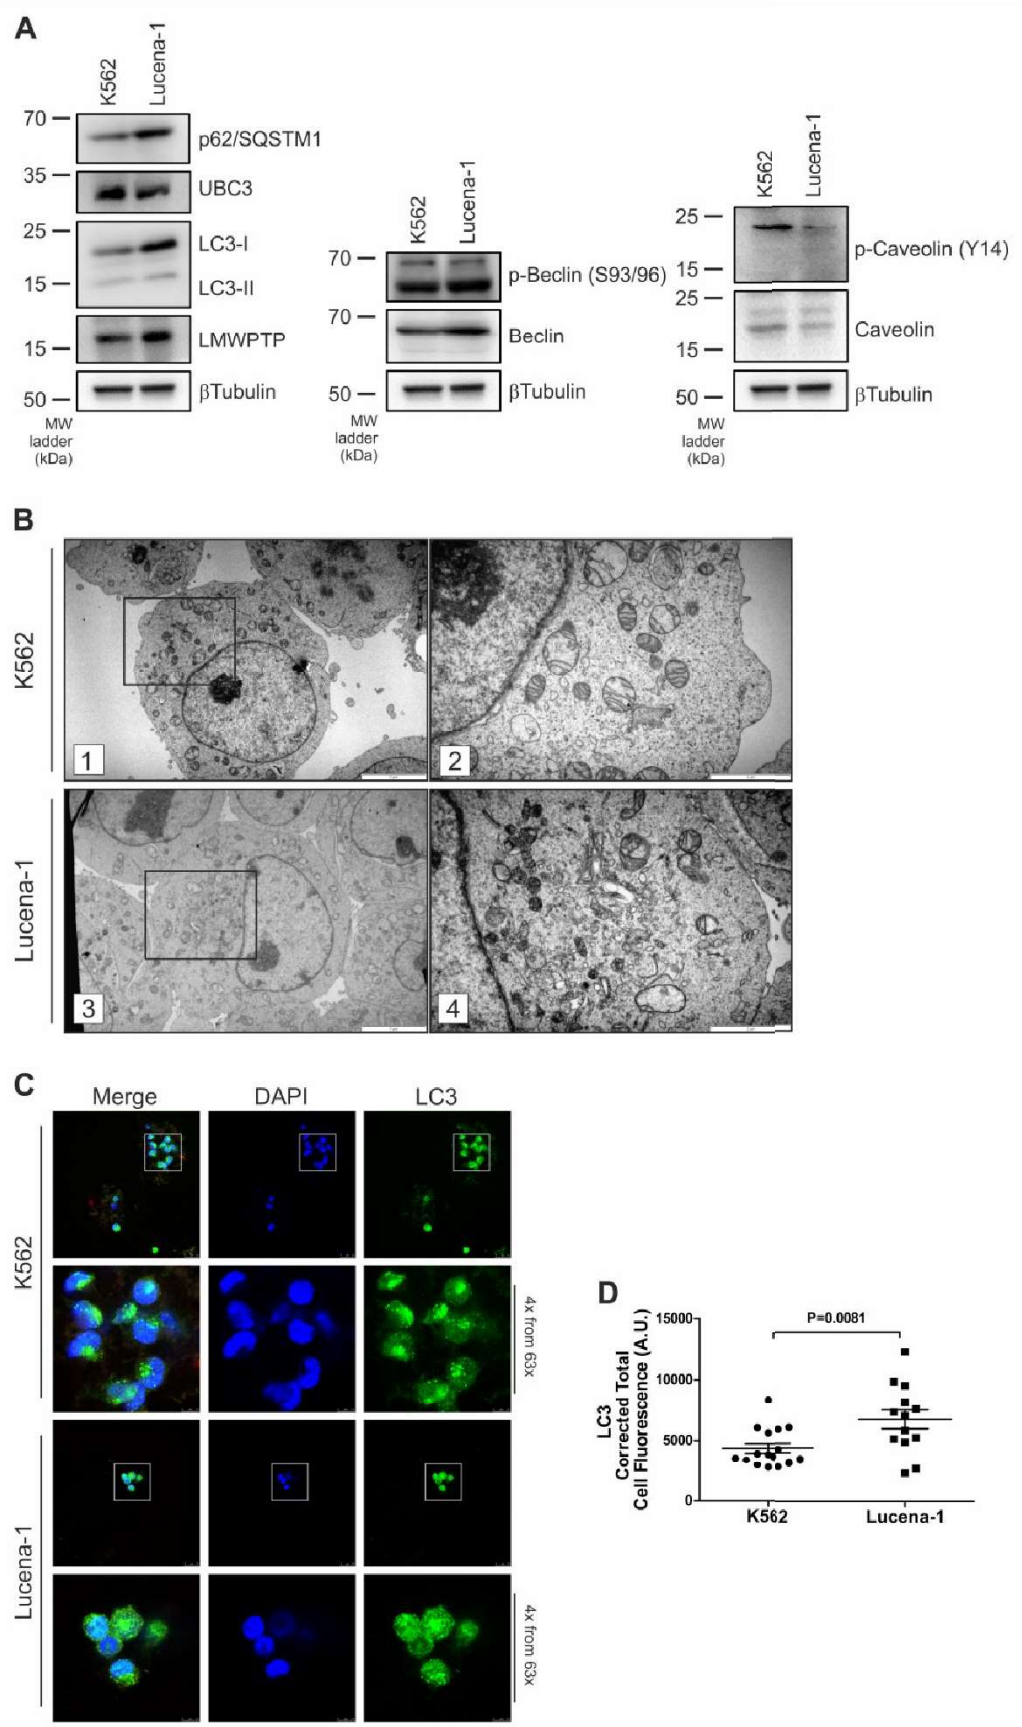 A
K562
Lucena-1
70
p62/SQSTM1
35
UBC3
25
LC3-I
15
LC3-II
15
LMWPTP
50
βTubulin
MW
ladder
(kDa)
K562
Lucena-1
70
p-Beclin (S93/96)
70
Beclin
50
βTubulin
MW
ladder
(kDa)
K562
Lucena-1
25
p-Caveolin (Y14)
15
25
Caveolin
15
50
βTubulin
MW
ladder
(kDa)
B
K562
1
2
Lucena-1
3
4
C
Merge DAPI LC3
K562
4x from 63x
Lucena-1
4x from 63x
D
LC3
Corrected Total
Cell Fluorescence (A.U.)
15000
10000
5000
0
P=0.0081
K562 Lucena-1